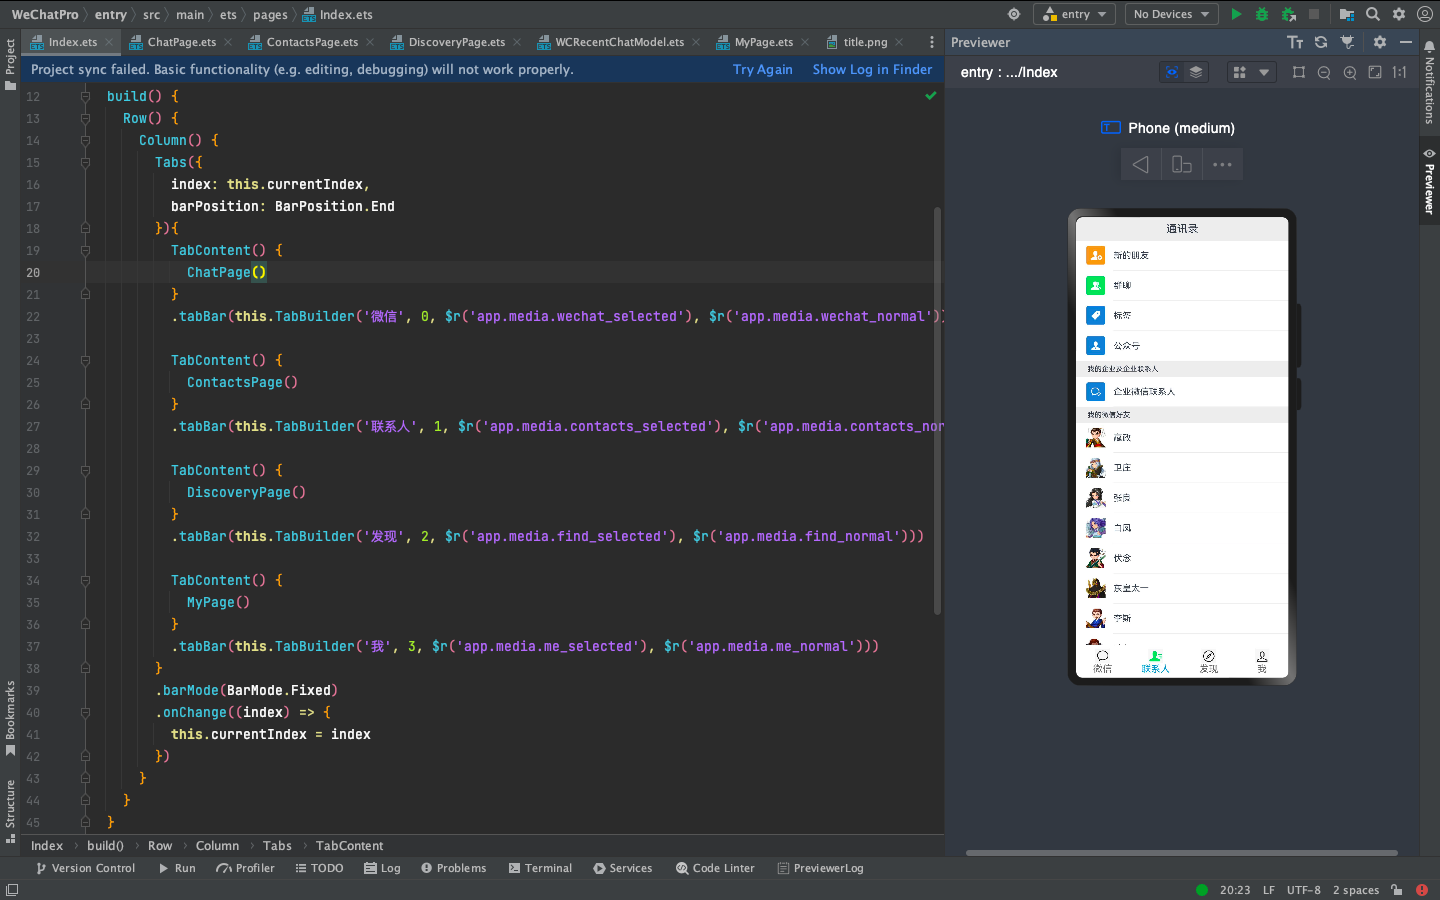 WeChatPro entry src main ets pages Index.ets
entry No Devices
Index.ets ChatPage.ets ContactsPage.ets DiscoveryPage.ets WCRecentChatModel.ets MyPage.ets title.png
Project sync failed. Basic functionality (e.g. editing, debugging) will not work properly. Try Again Show Log in Finder
12 build() {
13 Row() {
14 Column() {
15 Tabs({
16 index: this.currentIndex,
17 barPosition: BarPosition.End
18 }){
19 TabContent() {
20 ChatPage()
21 }
22 .tabBar(this.TabBuilder('微信', 0, $r('app.media.wechat_selected'), $r('app.media.wechat_normal')
23
24 TabContent() {
25 ContactsPage()
26 }
27 .tabBar(this.TabBuilder('联系人', 1, $r('app.media.contacts_selected'), $r('app.media.contacts_nor
28
29 TabContent() {
30 DiscoveryPage()
31 }
32 .tabBar(this.TabBuilder('发现', 2, $r('app.media.find_selected'), $r('app.media.find_normal')))
33
34 TabContent() {
35 MyPage()
36 }
37 .tabBar(this.TabBuilder('我', 3, $r('app.media.me_selected'), $r('app.media.me_normal')))
38 }
39 .barMode(BarMode.Fixed)
40 .onChange((index) => {
41 this.currentIndex = index
42 })
43 }
44 }
45 }
Index build() Row Column Tabs TabContent
Project
Bookmarks
Structure
Previewer
entry : .../Index
1:1
Phone (medium)
通讯录
新的朋友
群聊
标签
公众号
我的企业及企业联系人
企业微信联系人
我的微信好友
嬴政
卫庄
张良
白凤
伏念
东皇太一
李斯
微信 联系人 发现 我
Notifications
Previewer
Version Control Run Profiler TODO Log Problems Terminal Services Code Linter PreviewerLog
20:23 LF UTF-8 2 spaces